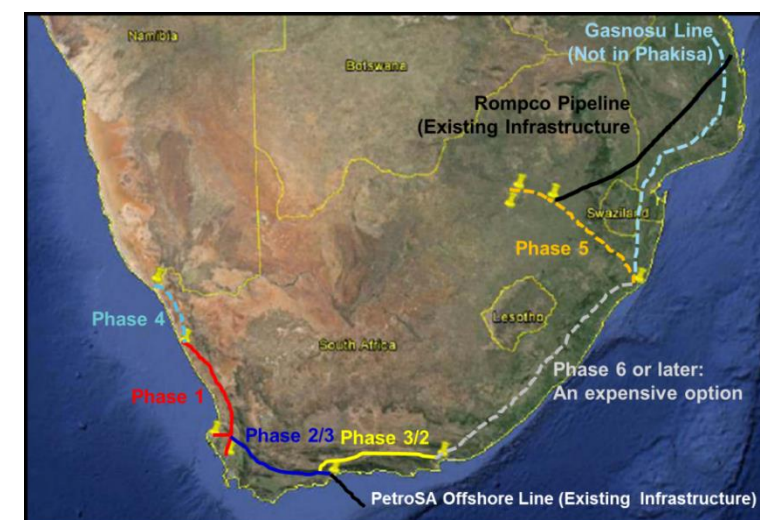 Gasnosu Line
(Not in Phakisa)
Namibia
Botswana
Rompco Pipeline
(Existing Infrastructure
Swaziland
Phase 5
Phase 4
Lesotho
South Africa
Phase 6 or later:
An expensive option
Phase 1
Phase 2/3
Phase 3/2
PetroSA Offshore Line (Existing Infrastructure)